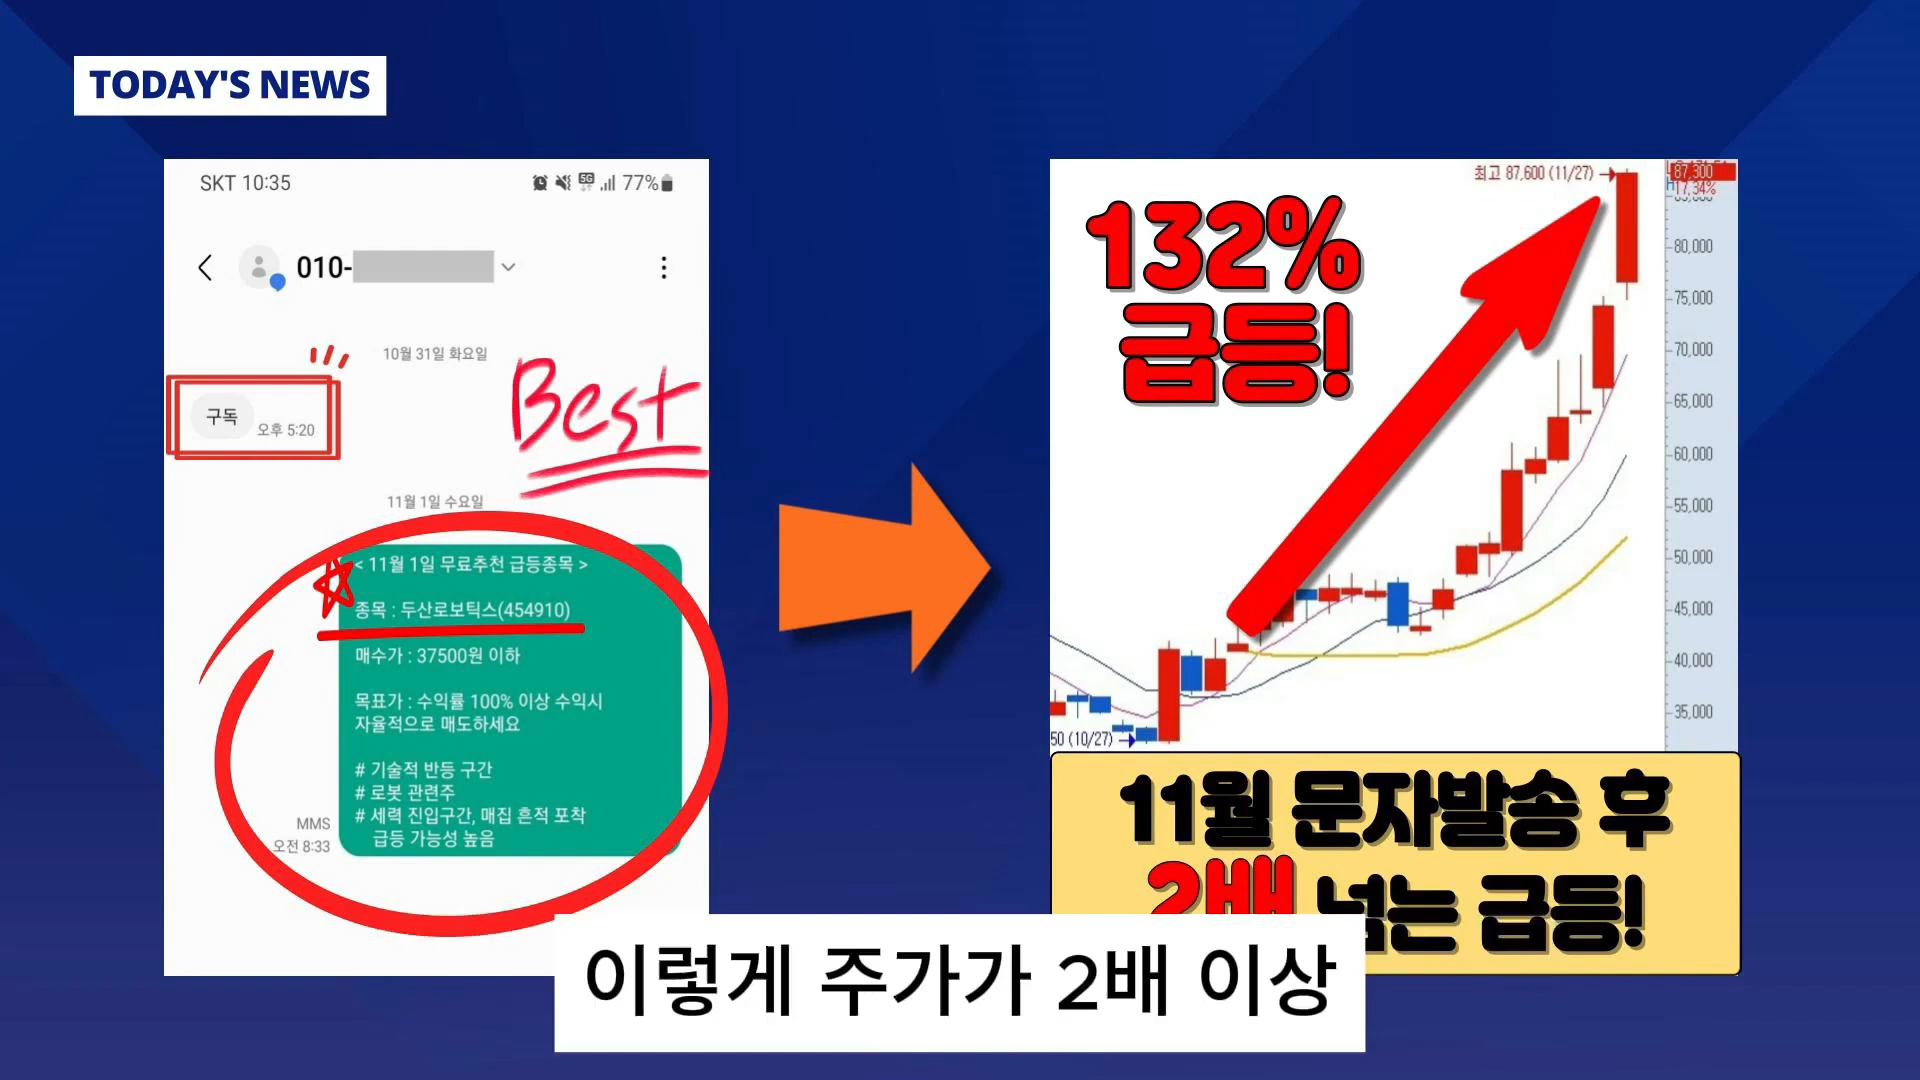 TODAY'S NEWS
SKT 10:35
5G
77%
010-
10월 31일 화요일
구독
오후 5:20
Best
11월 1일 수요일
< 11월 1일 무료추천 급등종목 >
종목 : 두산로보틱스(454910)
매수가 : 37500원 이하
목표가 : 수익률 100% 이상 수익시
자율적으로 매도하세요
# 기술적 반등 구간
# 로봇 관련주
# 세력 진입구간, 매집 흔적 포착
급등 가능성 높음
MMS
오전 8:33
132%
급등!
최고 87,600 (11/27)
87,300
17.34%
80,000
75,000
70,000
65,000
60,000
55,000
50,000
45,000
40,000
35,000
50 (10/27)
11월 문자발송 후
2배 넘는 급등!
이렇게 주가가 2배 이상